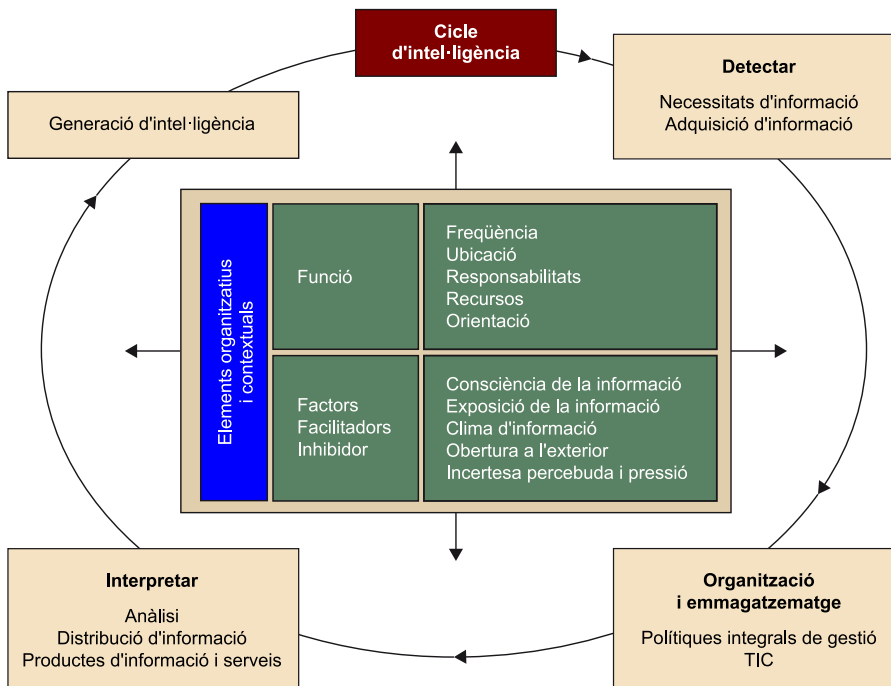 Cicle
d'intel·ligència
Detectar
Necessitats d'informació
Adquisició d'informació
Generació d'intel·ligència
Elements organitzatius
i contextuals
Funció
Freqüència
Ubicació
Responsabilitats
Recursos
Orientació
Factors
Facilitadors
Inhibidor
Consciència de la informació
Exposició de la informació
Clima d'informació
Obertura a l'exterior
Incertesa percebuda i pressió
Interpretar
Anàlisi
Distribució d'informació
Productes d'informació i serveis
Organització
i emmagatzematge
Polítiques integrals de gestió
TIC